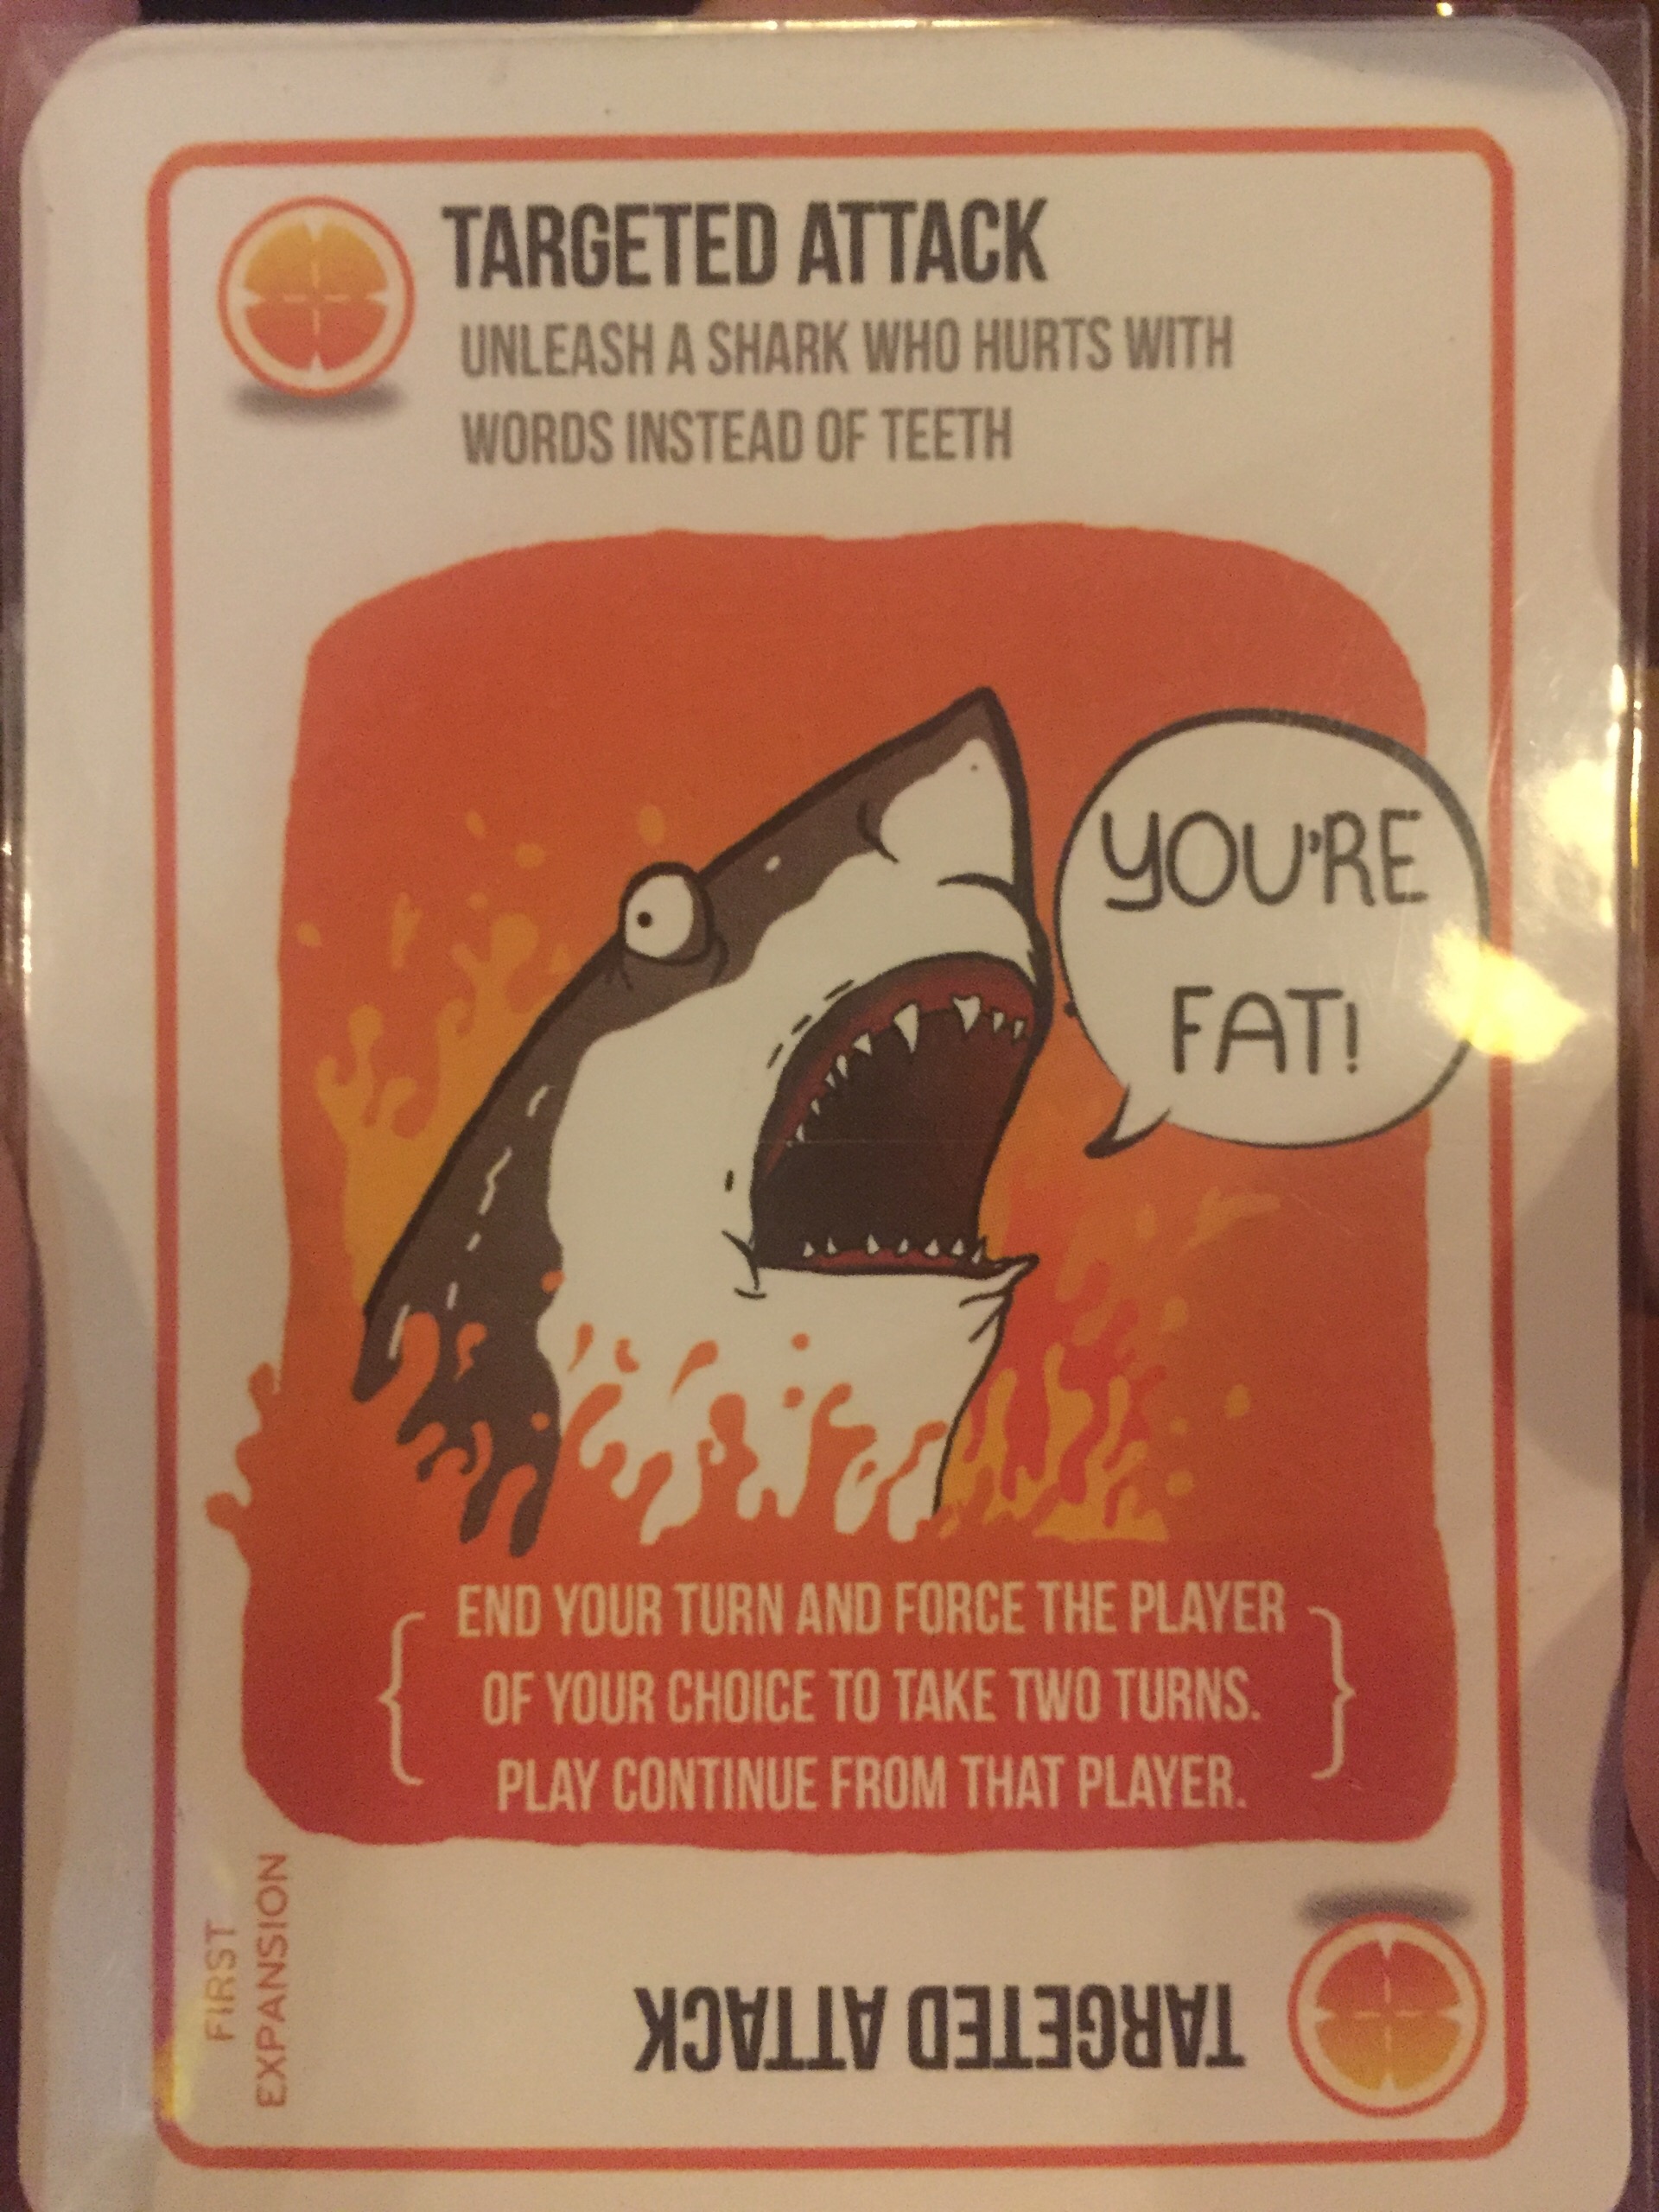 TARGETED ATTACK
UNLEASH A SHARK WHO HURTS WITH
WORDS INSTEAD OF TEETH
YOU'RE
FAT!
END YOUR TURN AND FORCE THE PLAYER
OF YOUR CHOICE TO TAKE TWO TURNS.
PLAY CONTINUE FROM THAT PLAYER.
FIRST
EXPANSION
TARGETED ATTACK